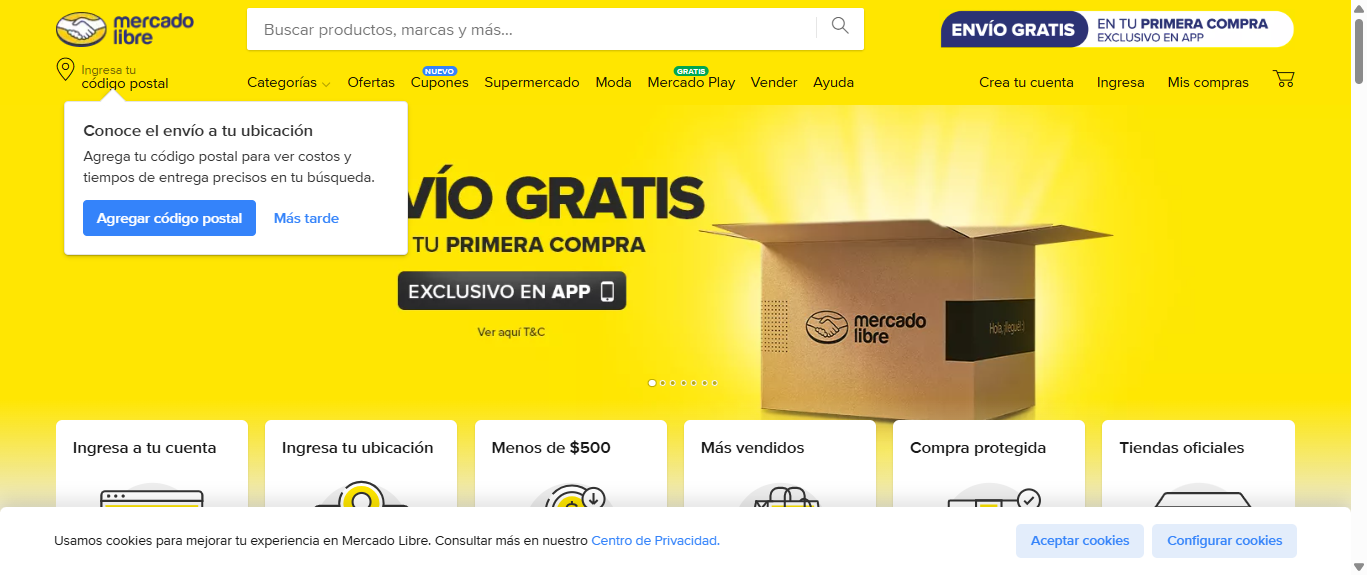 mercado
libre
Buscar productos, marcas y más...
ENVÍO GRATIS
EN TU PRIMERA COMPRA
EXCLUSIVO EN APP
Ingresa tu
código postal
Categorías
Ofertas
NUEVO
Cupones
Supermercado
Moda
GRATIS
Mercado Play
Vender
Ayuda
Crea tu cuenta
Ingresa
Mis compras
Conoce el envío a tu ubicación
Agrega tu código postal para ver costos y
tiempos de entrega precisos en tu búsqueda.
Agregar código postal
Más tarde
VÍO GRATIS
TU PRIMERA COMPRA
EXCLUSIVO EN APP
Ver aquí T&C
mercado
libre
Hola, ¡llegué! :)
Ingresa a tu cuenta
Ingresa tu ubicación
Menos de $500
Más vendidos
Compra protegida
Tiendas oficiales
Usamos cookies para mejorar tu experiencia en Mercado Libre. Consultar más en nuestro Centro de Privacidad.
Aceptar cookies
Configurar cookies